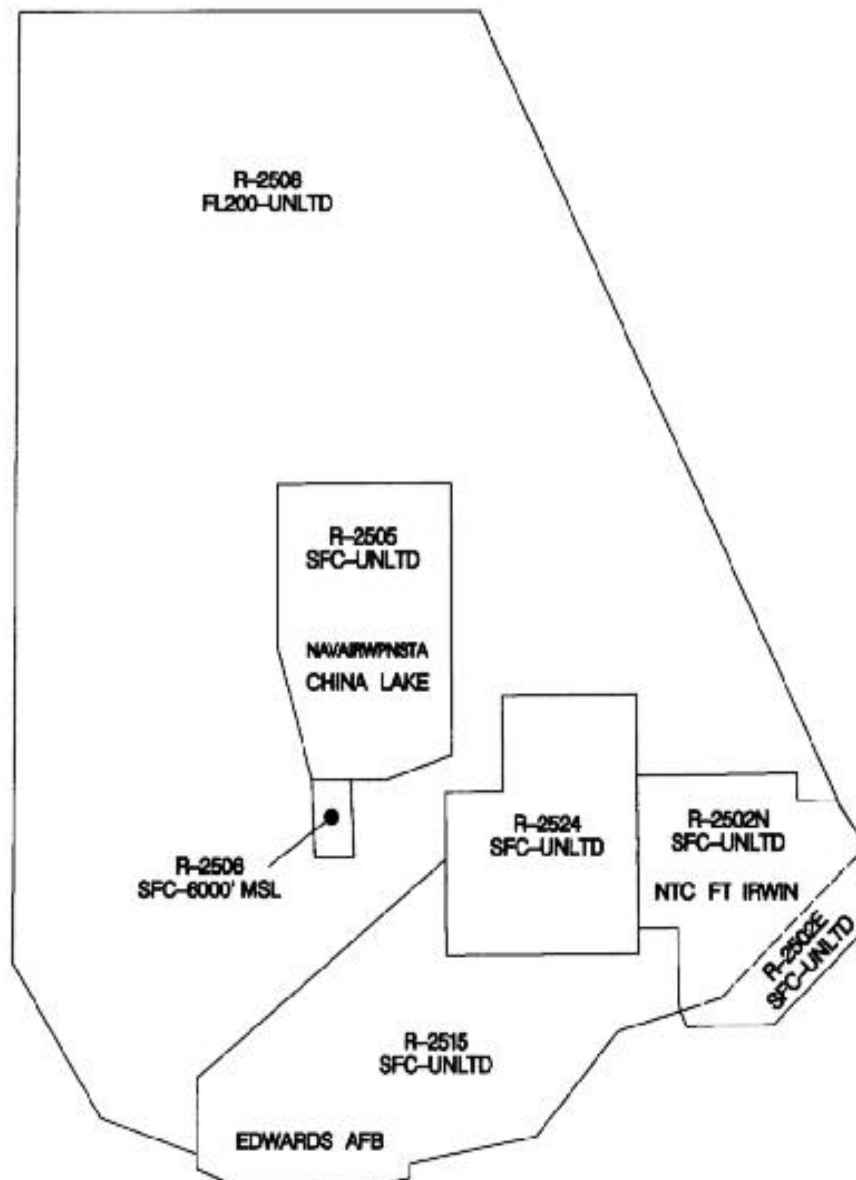 R-2508
FL200-UNLTD
R-2505
SFC-UNLTD
NAVAIRWPNSTA
CHINA LAKE
R-2506
SFC-6000' MSL
R-2524
SFC-UNLTD
R-2502N
SFC-UNLTD
NTC FT IRWIN
R-2502E
SFC-UNLTD
R-2515
SFC-UNLTD
EDWARDS AFB